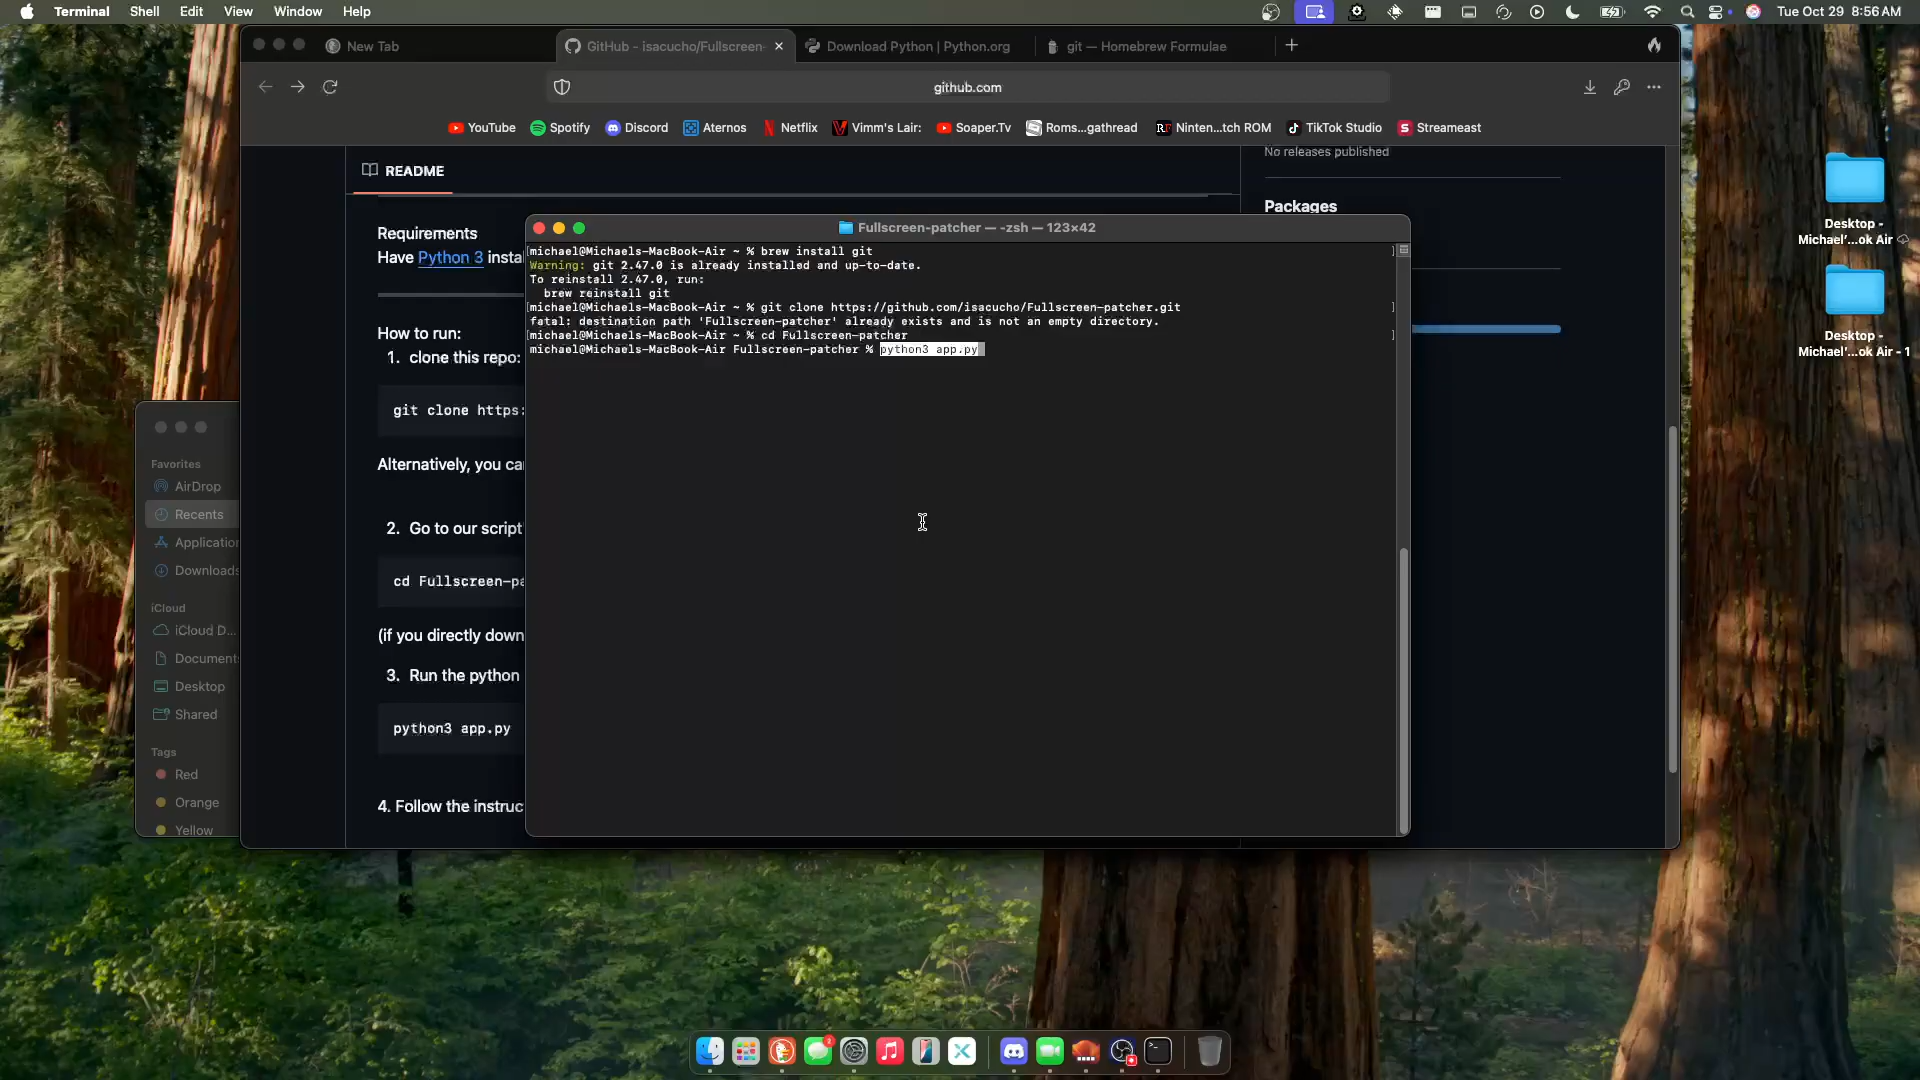 Terminal Shell Edit View Window Help
Tue Oct 29 8:56 AM
New Tab
GitHub - isacucho/Fullscreen-
Download Python | Python.org
git — Homebrew Formulae
github.com
YouTube
Spotify
Discord
Aternos
Netflix
Vimm's Lair:
Soaper.Tv
Roms...gathread
Ninten...tch ROM
TikTok Studio
Streameast
README
No releases published
Packages
Requirements
Have Python 3 insta
How to run:
1. clone this repo:
git clone https:
Alternatively, you ca
2. Go to our script
cd Fullscreen-pa
(if you directly down
3. Run the python
python3 app.py
4. Follow the instruc
Fullscreen-patcher — -zsh — 123×42
[michael@Michaels-MacBook-Air ~ % brew install git ]
Warning: git 2.47.0 is already installed and up-to-date.
To reinstall 2.47.0, run:
brew reinstall git
[michael@Michaels-MacBook-Air ~ % git clone https://github.com/isacucho/Fullscreen-patcher.git ]
fatal: destination path 'Fullscreen-patcher' already exists and is not an empty directory.
[michael@Michaels-MacBook-Air ~ % cd Fullscreen-patcher ]
michael@Michaels-MacBook-Air Fullscreen-patcher % python3 app.py
Favorites
AirDrop
Recents
Application
Downloads
iCloud
iCloud D...
Document
Desktop
Shared
Tags
Red
Orange
Yellow
Desktop -
Michael'...ok Air
Desktop -
Michael'...ok Air - 1